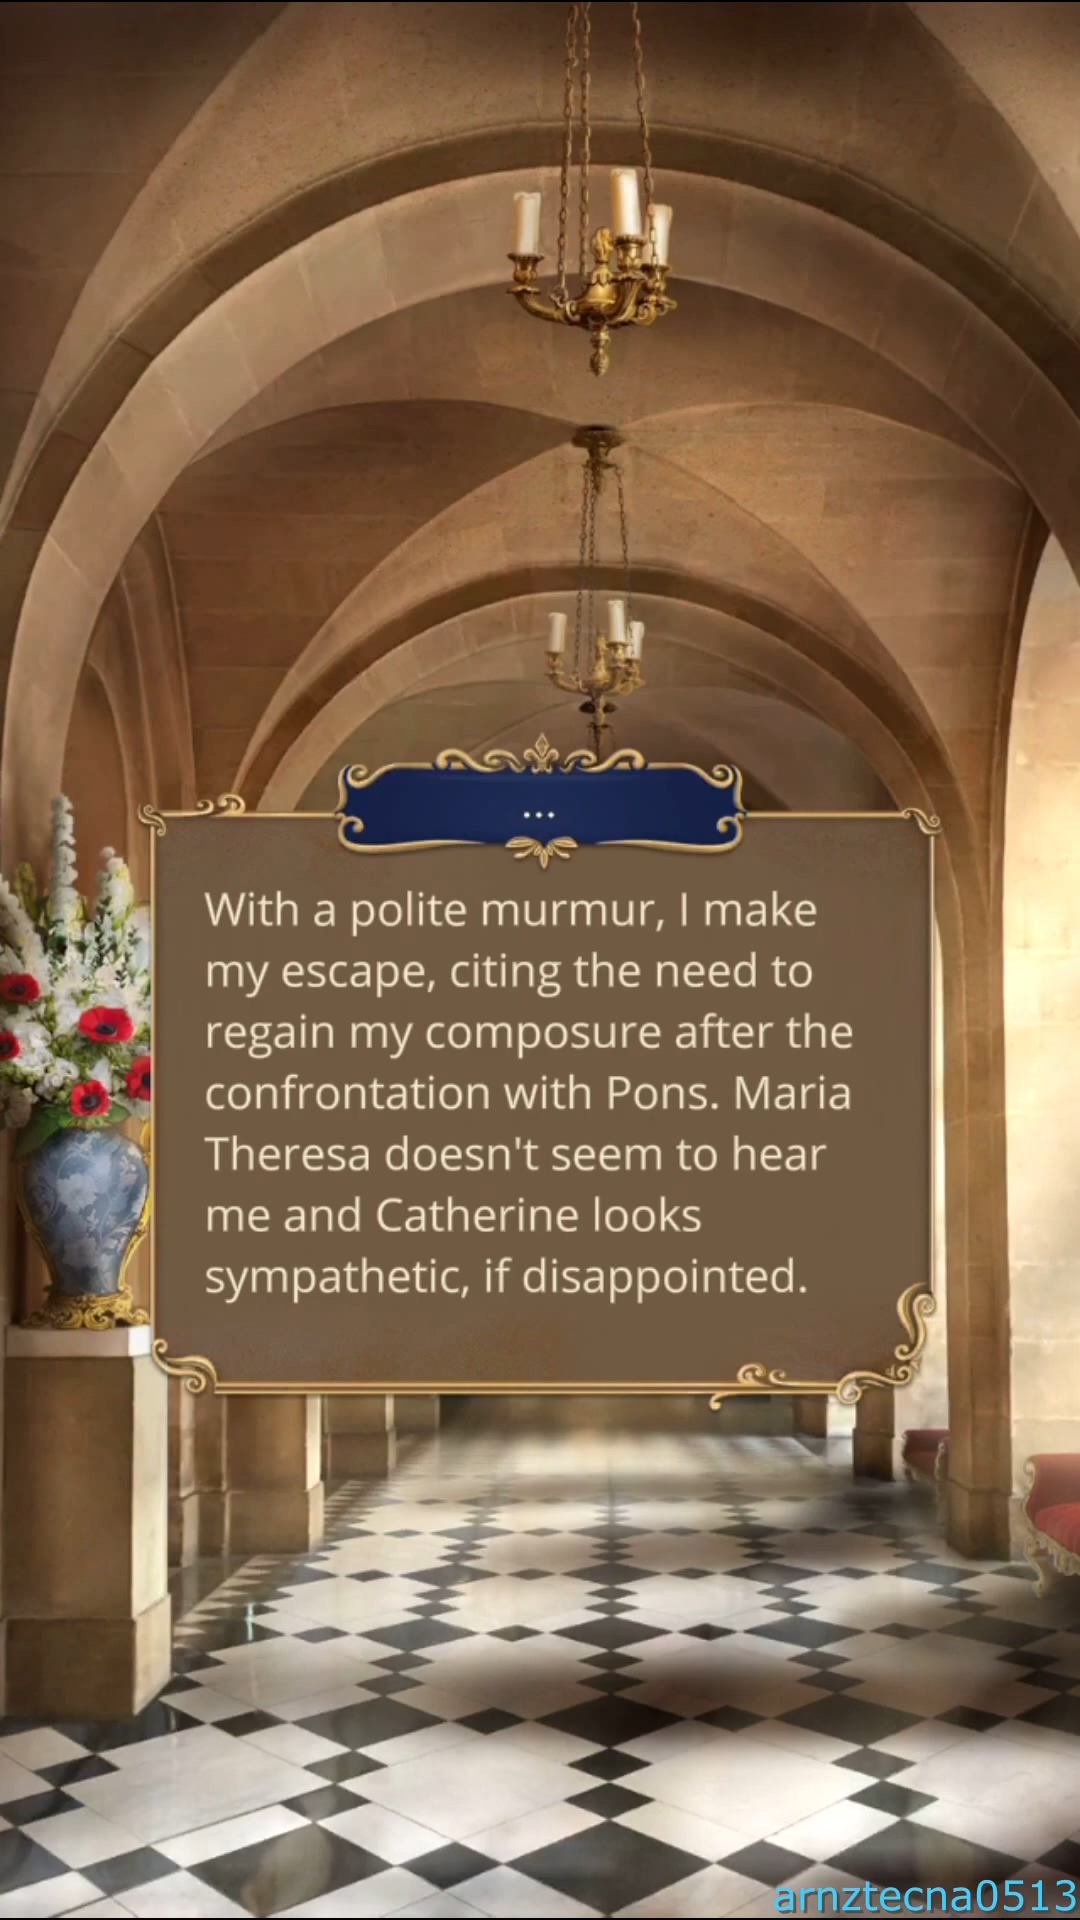 ...
With a polite murmur, I make
my escape, citing the need to
regain my composure after the
confrontation with Pons. Maria
Theresa doesn't seem to hear
me and Catherine looks
sympathetic, if disappointed.
arnztecna0513